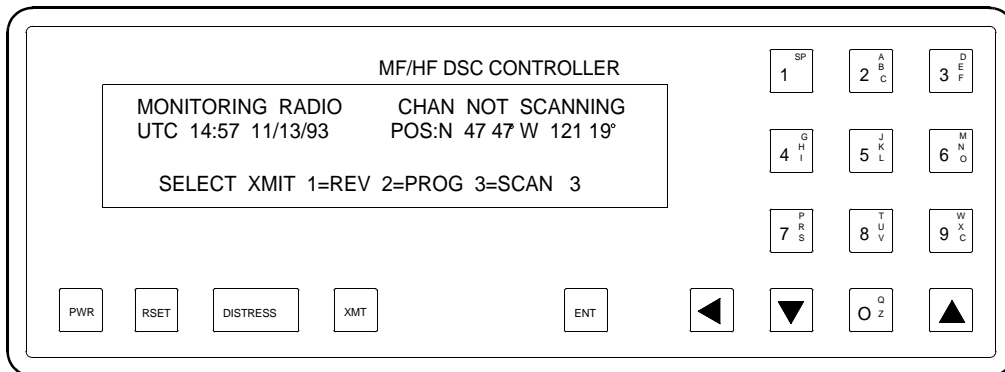 MF/HF DSC CONTROLLER
MONITORING RADIO CHAN NOT SCANNING
UTC 14:57 11/13/93 POS:N 47 47° W 121 19°
SELECT XMIT 1=REV 2=PROG 3=SCAN 3
1 SP
2 A B C
3 D E F
4 G H I
5 J K L
6 M N O
7 P R S
8 T U V
9 W X C
PWR RSET DISTRESS XMT ENT O Q Z